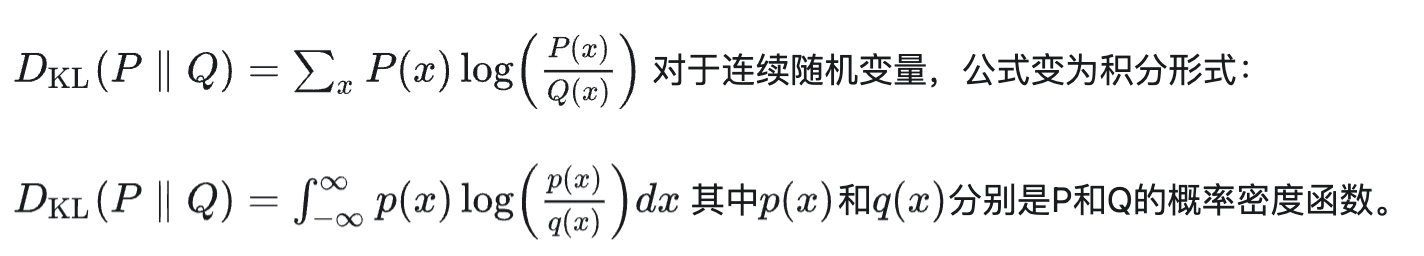 $D_{\mathrm{KL}}(P \parallel Q) = \sum_x P(x) \log\left(\frac{P(x)}{Q(x)}\right)$ 对于连续随机变量，公式变为积分形式：
$D_{\mathrm{KL}}(P \parallel Q) = \int_{-\infty}^{\infty} p(x) \log\left(\frac{p(x)}{q(x)}\right) dx$ 其中$p(x)$和$q(x)$分别是P和Q的概率密度函数。